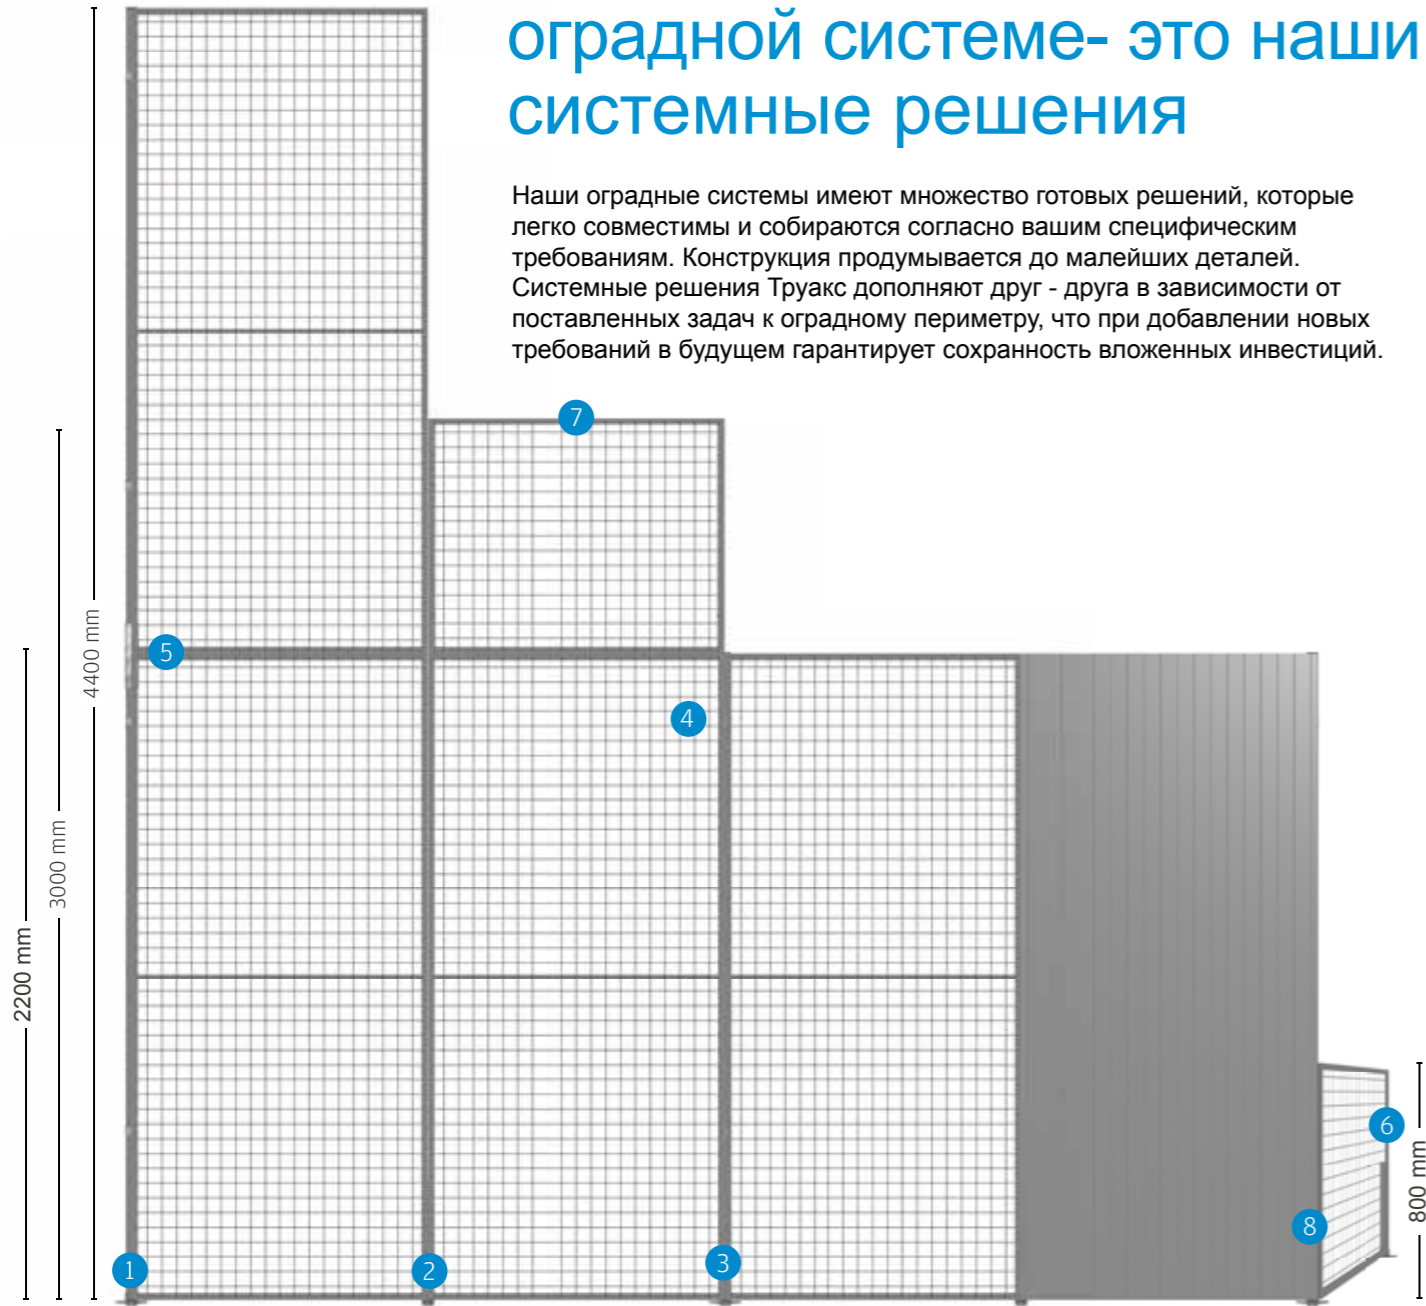 оградной системе- это наши
системные решения
Наши оградные системы имеют множество готовых решений, которые
легко совместимы и собираются согласно вашим специфическим
требованиям. Конструкция продумывается до малейших деталей.
Системные решения Труакс дополняют друг - друга в зависимости от
поставленных задач к оградному периметру, что при добавлении новых
требований в будущем гарантирует сохранность вложенных инвестиций.
7
5
4400 mm
4
3000 mm
2200 mm
6
800 mm
8
1
2
3